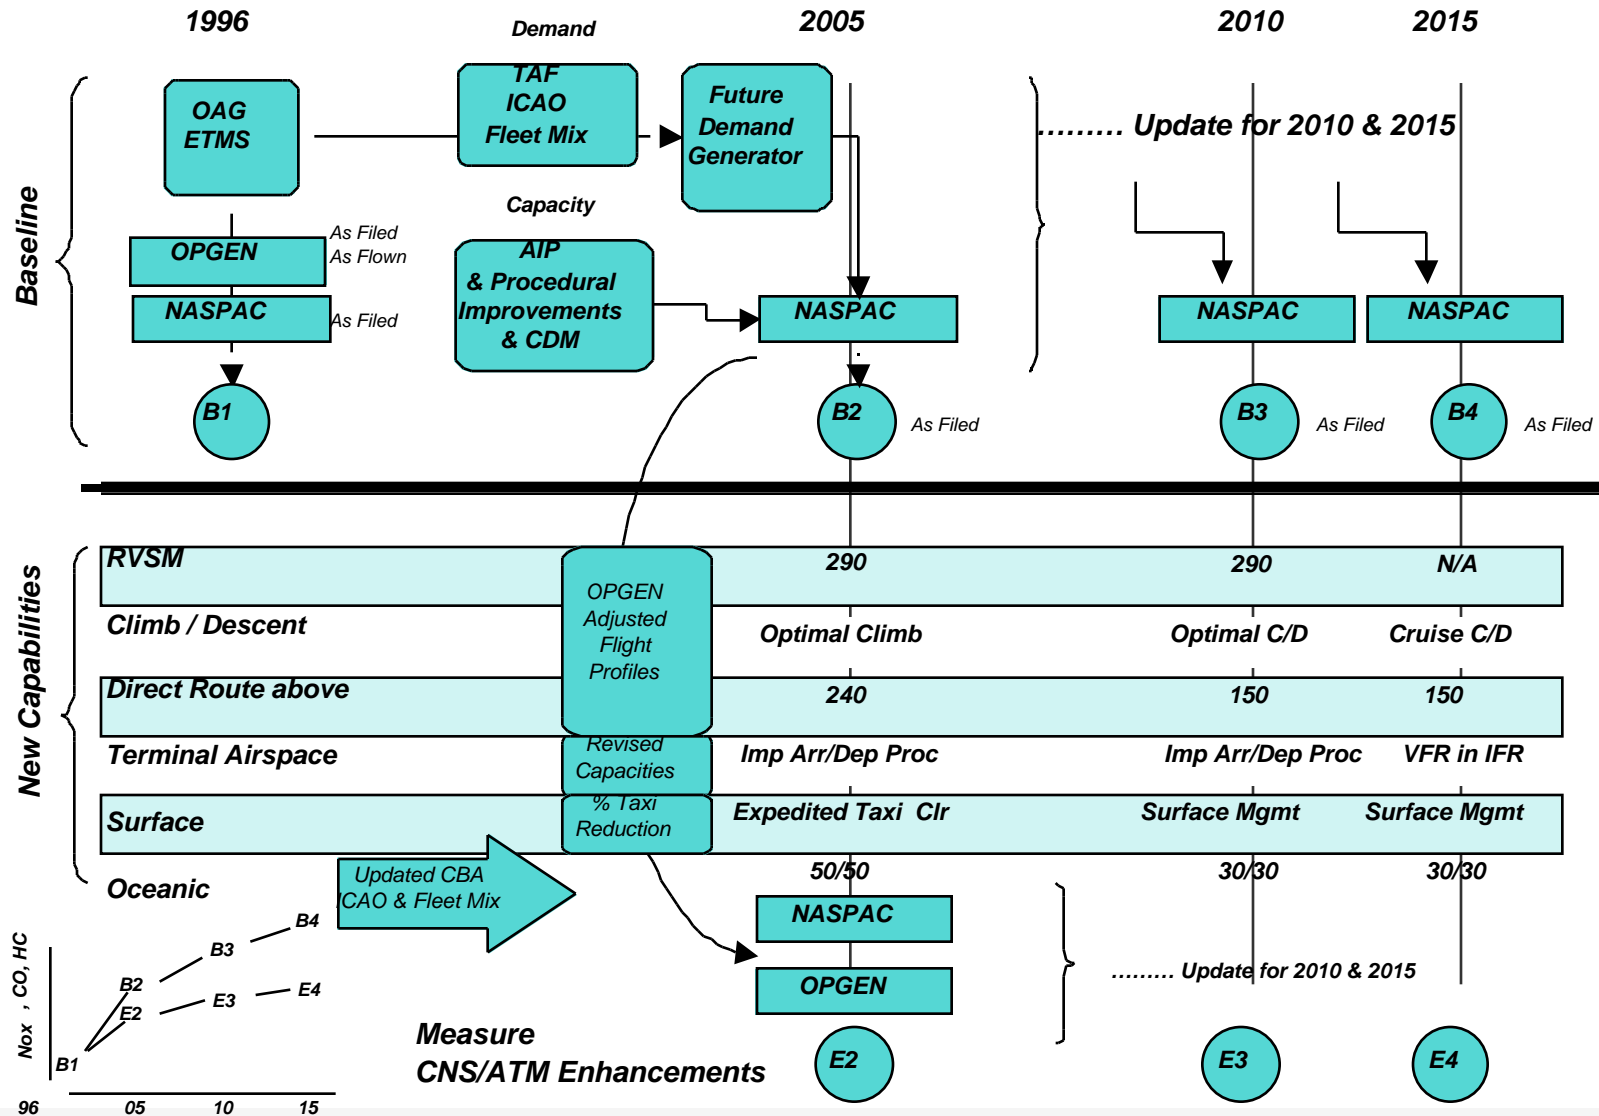 1996
Demand
2005
2010
2015
Baseline
OAG
ETMS
TAF
ICAO
Fleet Mix
Future
Demand
Generator
......... Update for 2010 & 2015
Capacity
OPGEN
As Filed
As Flown
NASPAC
As Filed
AIP
& Procedural
Improvements
& CDM
NASPAC
NASPAC
NASPAC
B1
B2
As Filed
B3
As Filed
B4
As Filed
New Capabilities
RVSM
290
290
N/A
OPGEN
Adjusted
Flight
Profiles
Climb / Descent
Optimal Climb
Optimal C/D
Cruise C/D
Direct Route above
240
150
150
Terminal Airspace
Revised
Capacities
Imp Arr/Dep Proc
Imp Arr/Dep Proc
VFR in IFR
Surface
% Taxi
Reduction
Expedited Taxi Clr
Surface Mgmt
Surface Mgmt
Oceanic
Updated CBA
ICAO & Fleet Mix
50/50
30/30
30/30
NASPAC
OPGEN
......... Update for 2010 & 2015
Nox , CO, HC
B4
B3
B2
E2
E3
E4
B1
96
05
10
15
Measure
CNS/ATM Enhancements
E2
E3
E4